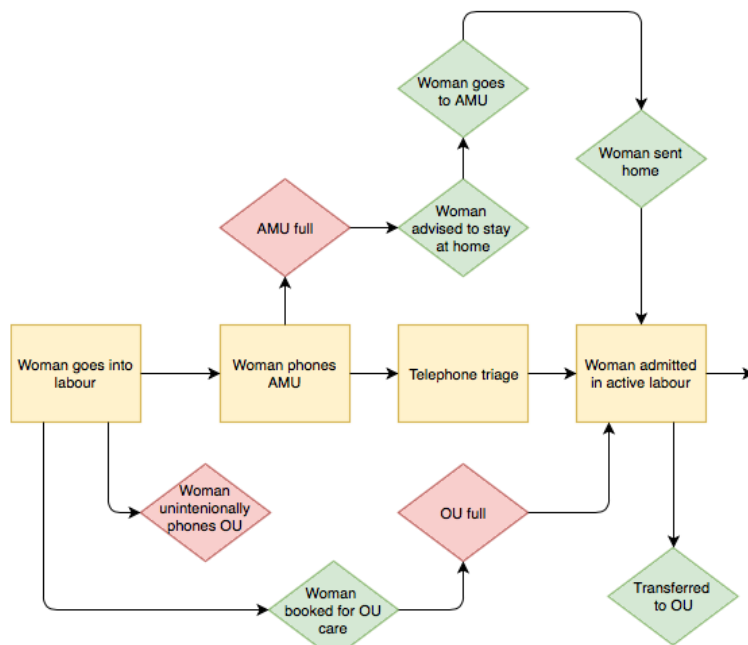 Woman goes
to AMU
Woman sent
home
AMU full
Woman
advised to stay
at home
Woman goes into
labour
Woman phones
AMU
Telephone triage
Woman admitted
in active labour
Woman
unintenionally
phones OU
OU full
Woman
booked for OU
care
Transferred
to OU